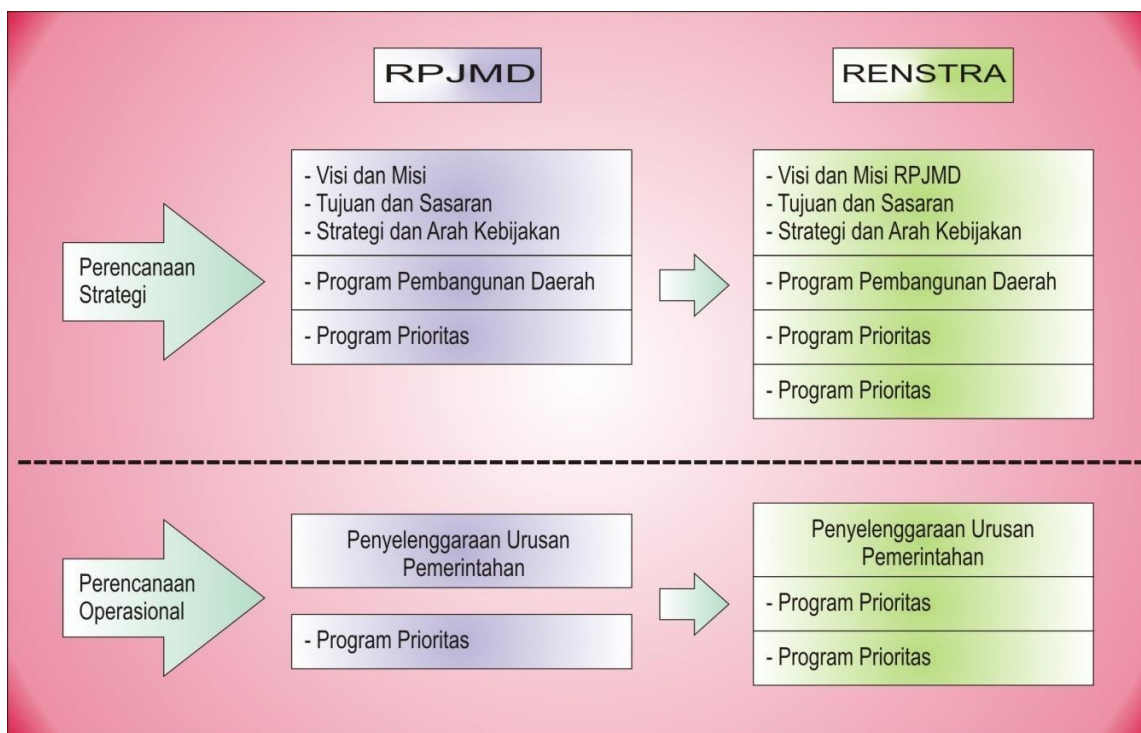 RPJMD
RENSTRA
Perencanaan
Strategi
- Visi dan Misi
- Tujuan dan Sasaran
- Strategi dan Arah Kebijakan
- Program Pembangunan Daerah
- Program Prioritas
- Visi dan Misi RPJMD
- Tujuan dan Sasaran
- Strategi dan Arah Kebijakan
- Program Pembangunan Daerah
- Program Prioritas
- Program Prioritas
Perencanaan
Operasional
Penyelenggaraan Urusan
Pemerintahan
- Program Prioritas
Penyelenggaraan Urusan
Pemerintahan
- Program Prioritas
- Program Prioritas